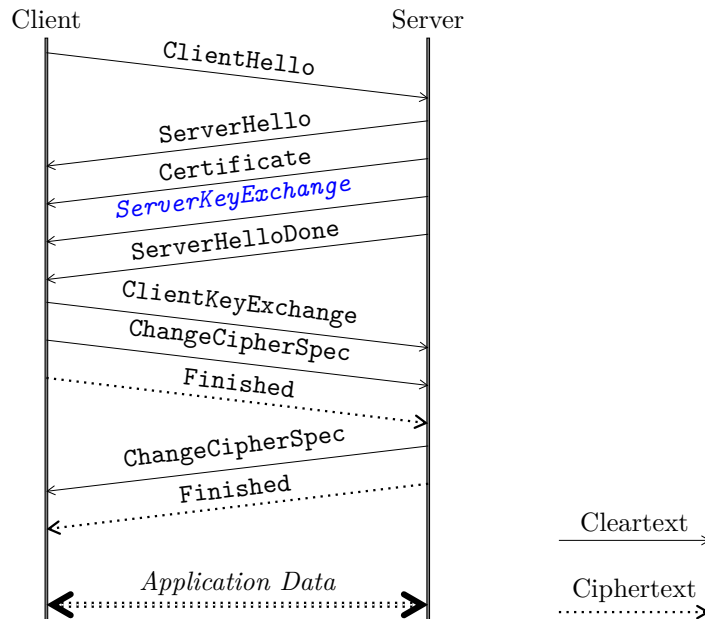 Client
Server
ClientHello
ServerHello
Certificate
ServerKeyExchange
ServerHelloDone
ClientKeyExchange
ChangeCipherSpec
Finished
ChangeCipherSpec
Finished
Cleartext
Application Data
Ciphertext